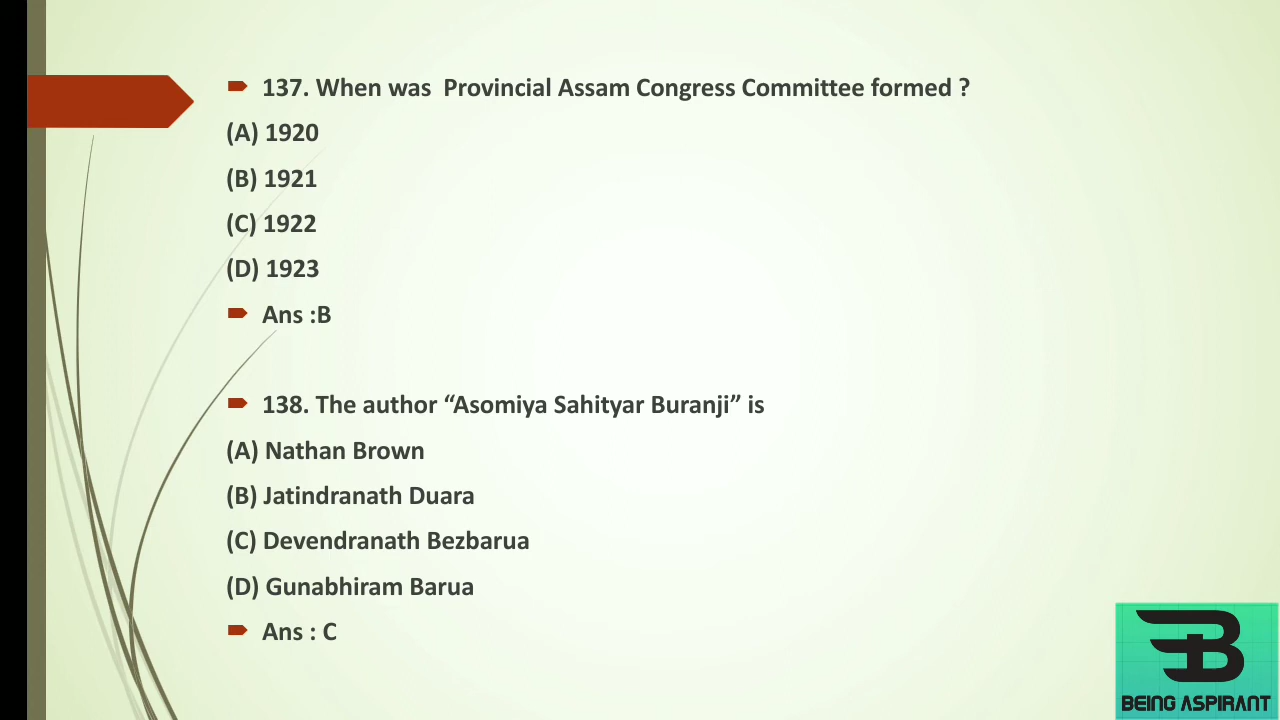 137. When was  Provincial Assam Congress Committee formed ?
(A) 1920
(B) 1921
(C) 1922
(D) 1923
Ans :B
138. The author “Asomiya Sahityar Buranji” is
(A) Nathan Brown
(B) Jatindranath Duara
(C) Devendranath Bezbarua
(D) Gunabhiram Barua
Ans : C
BEING ASPIRANT